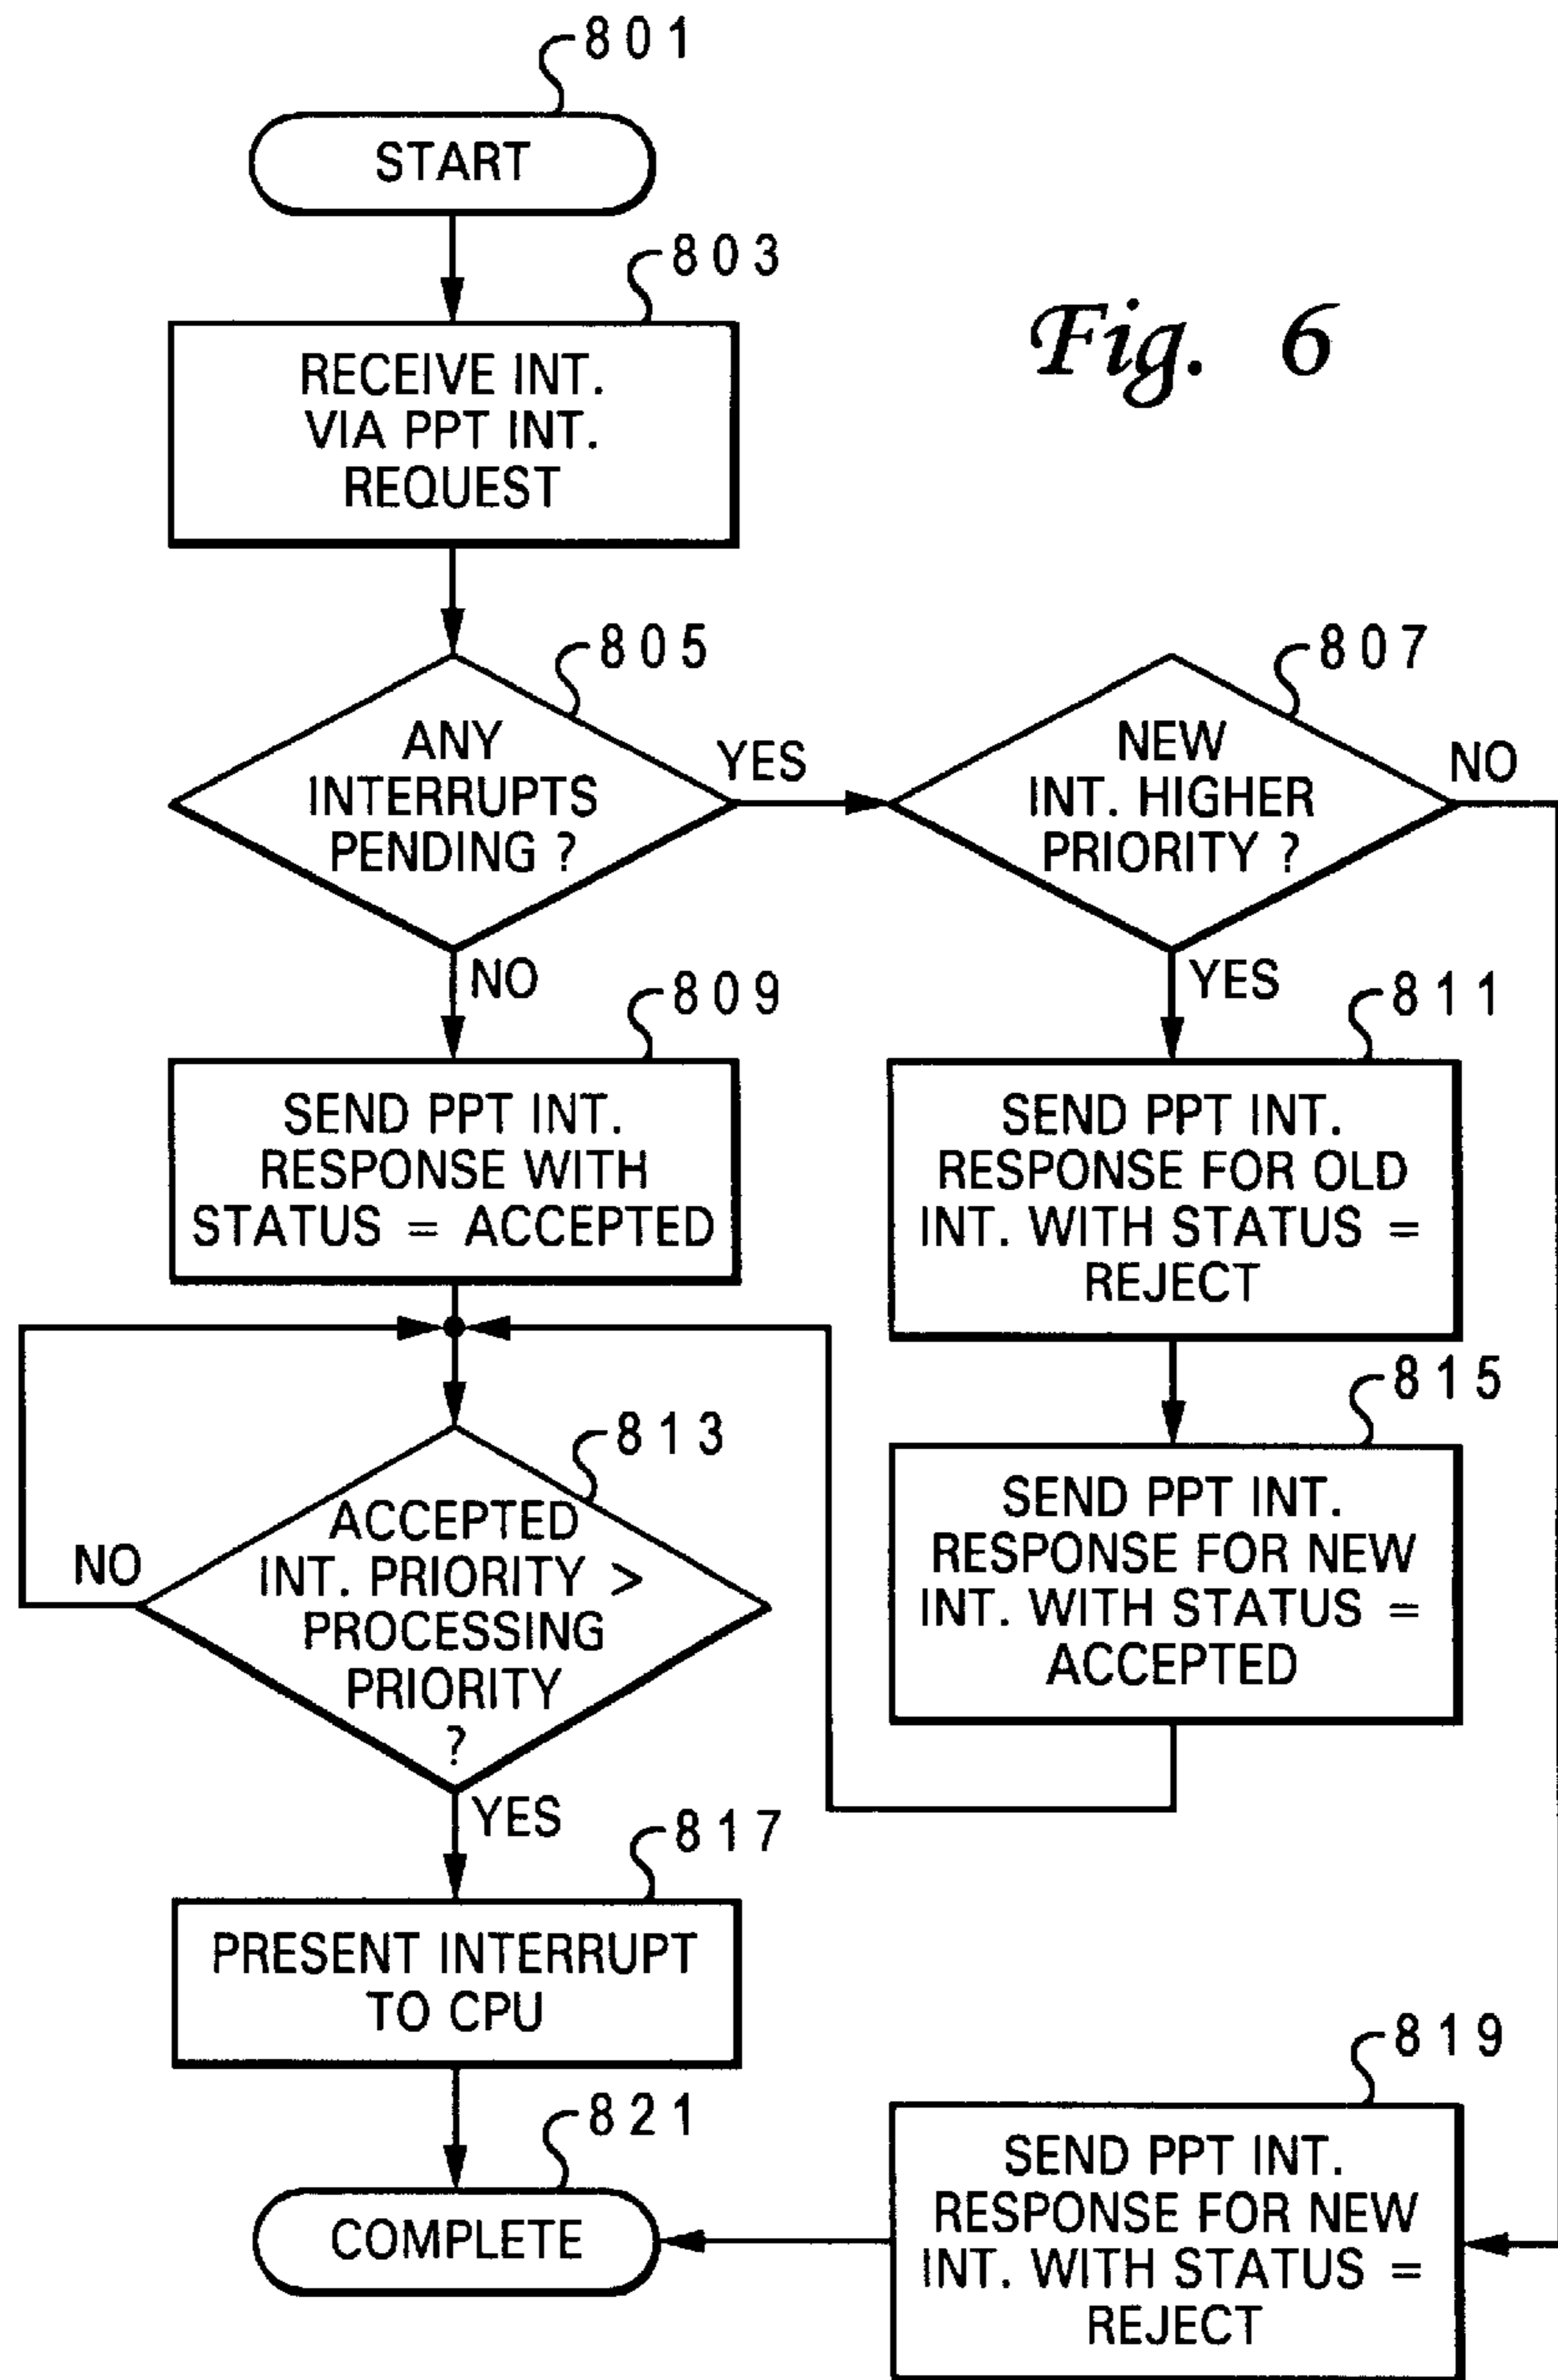 801
START
803
RECEIVE INT.
VIA PPT INT.
REQUEST
Fig. 6
805
ANY
INTERRUPTS
PENDING ?
YES
NO
807
NEW
INT. HIGHER
PRIORITY ?
NO
YES
809
SEND PPT INT.
RESPONSE WITH
STATUS = ACCEPTED
811
SEND PPT INT.
RESPONSE FOR OLD
INT. WITH STATUS =
REJECT
813
ACCEPTED
INT. PRIORITY >
PROCESSING
PRIORITY
?
NO
YES
815
SEND PPT INT.
RESPONSE FOR NEW
INT. WITH STATUS =
ACCEPTED
817
PRESENT INTERRUPT
TO CPU
819
SEND PPT INT.
RESPONSE FOR NEW
INT. WITH STATUS =
REJECT
821
COMPLETE